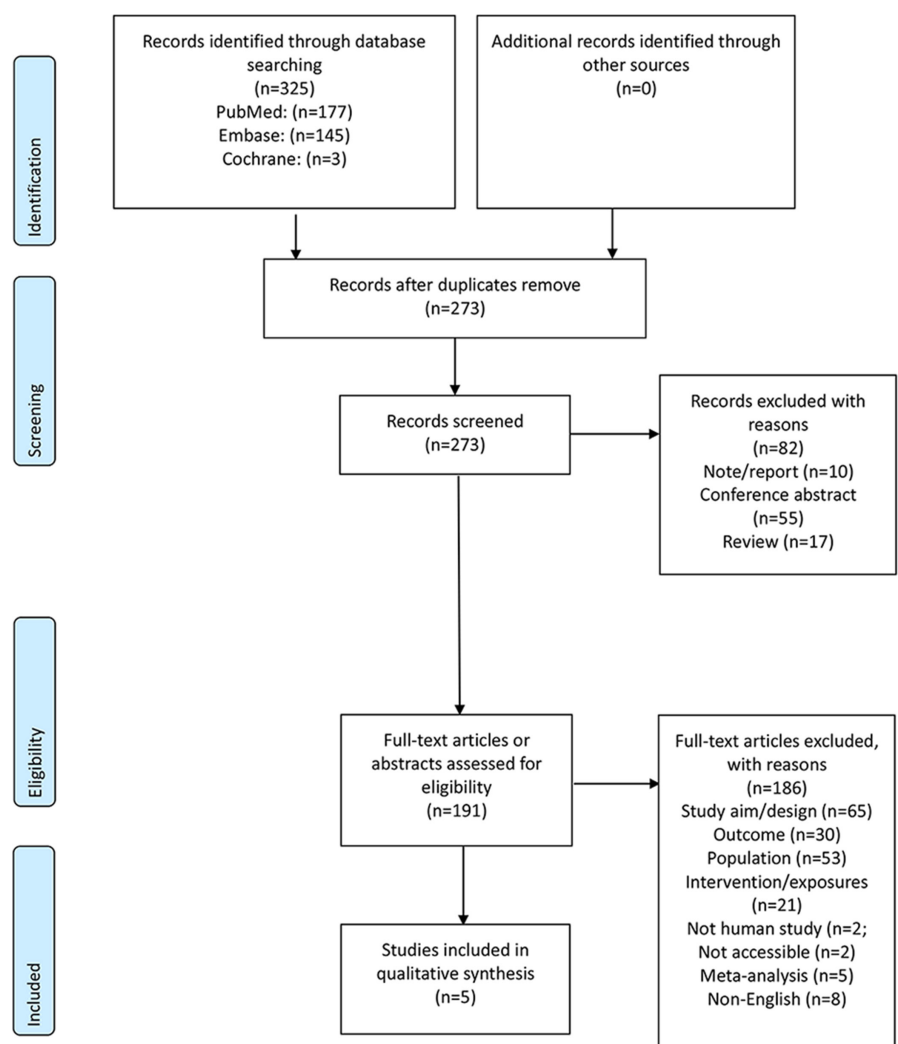 Identification
Records identified through database
searching
(n=325)
PubMed: (n=177)
Embase: (n=145)
Cochrane: (n=3)
Additional records identified through
other sources
(n=0)
Screening
Records after duplicates remove
(n=273)
Records screened
(n=273)
Records excluded with
reasons
(n=82)
Note/report (n=10)
Conference abstract
(n=55)
Review (n=17)
Eligibility
Full-text articles or
abstracts assessed for
eligibility
(n=191)
Full-text articles excluded,
with reasons
(n=186)
Study aim/design (n=65)
Outcome (n=30)
Population (n=53)
Intervention/exposures
(n=21)
Not human study (n=2;
Not accessible (n=2)
Meta-analysis (n=5)
Non-English (n=8)
Included
Studies included in
qualitative synthesis
(n=5)